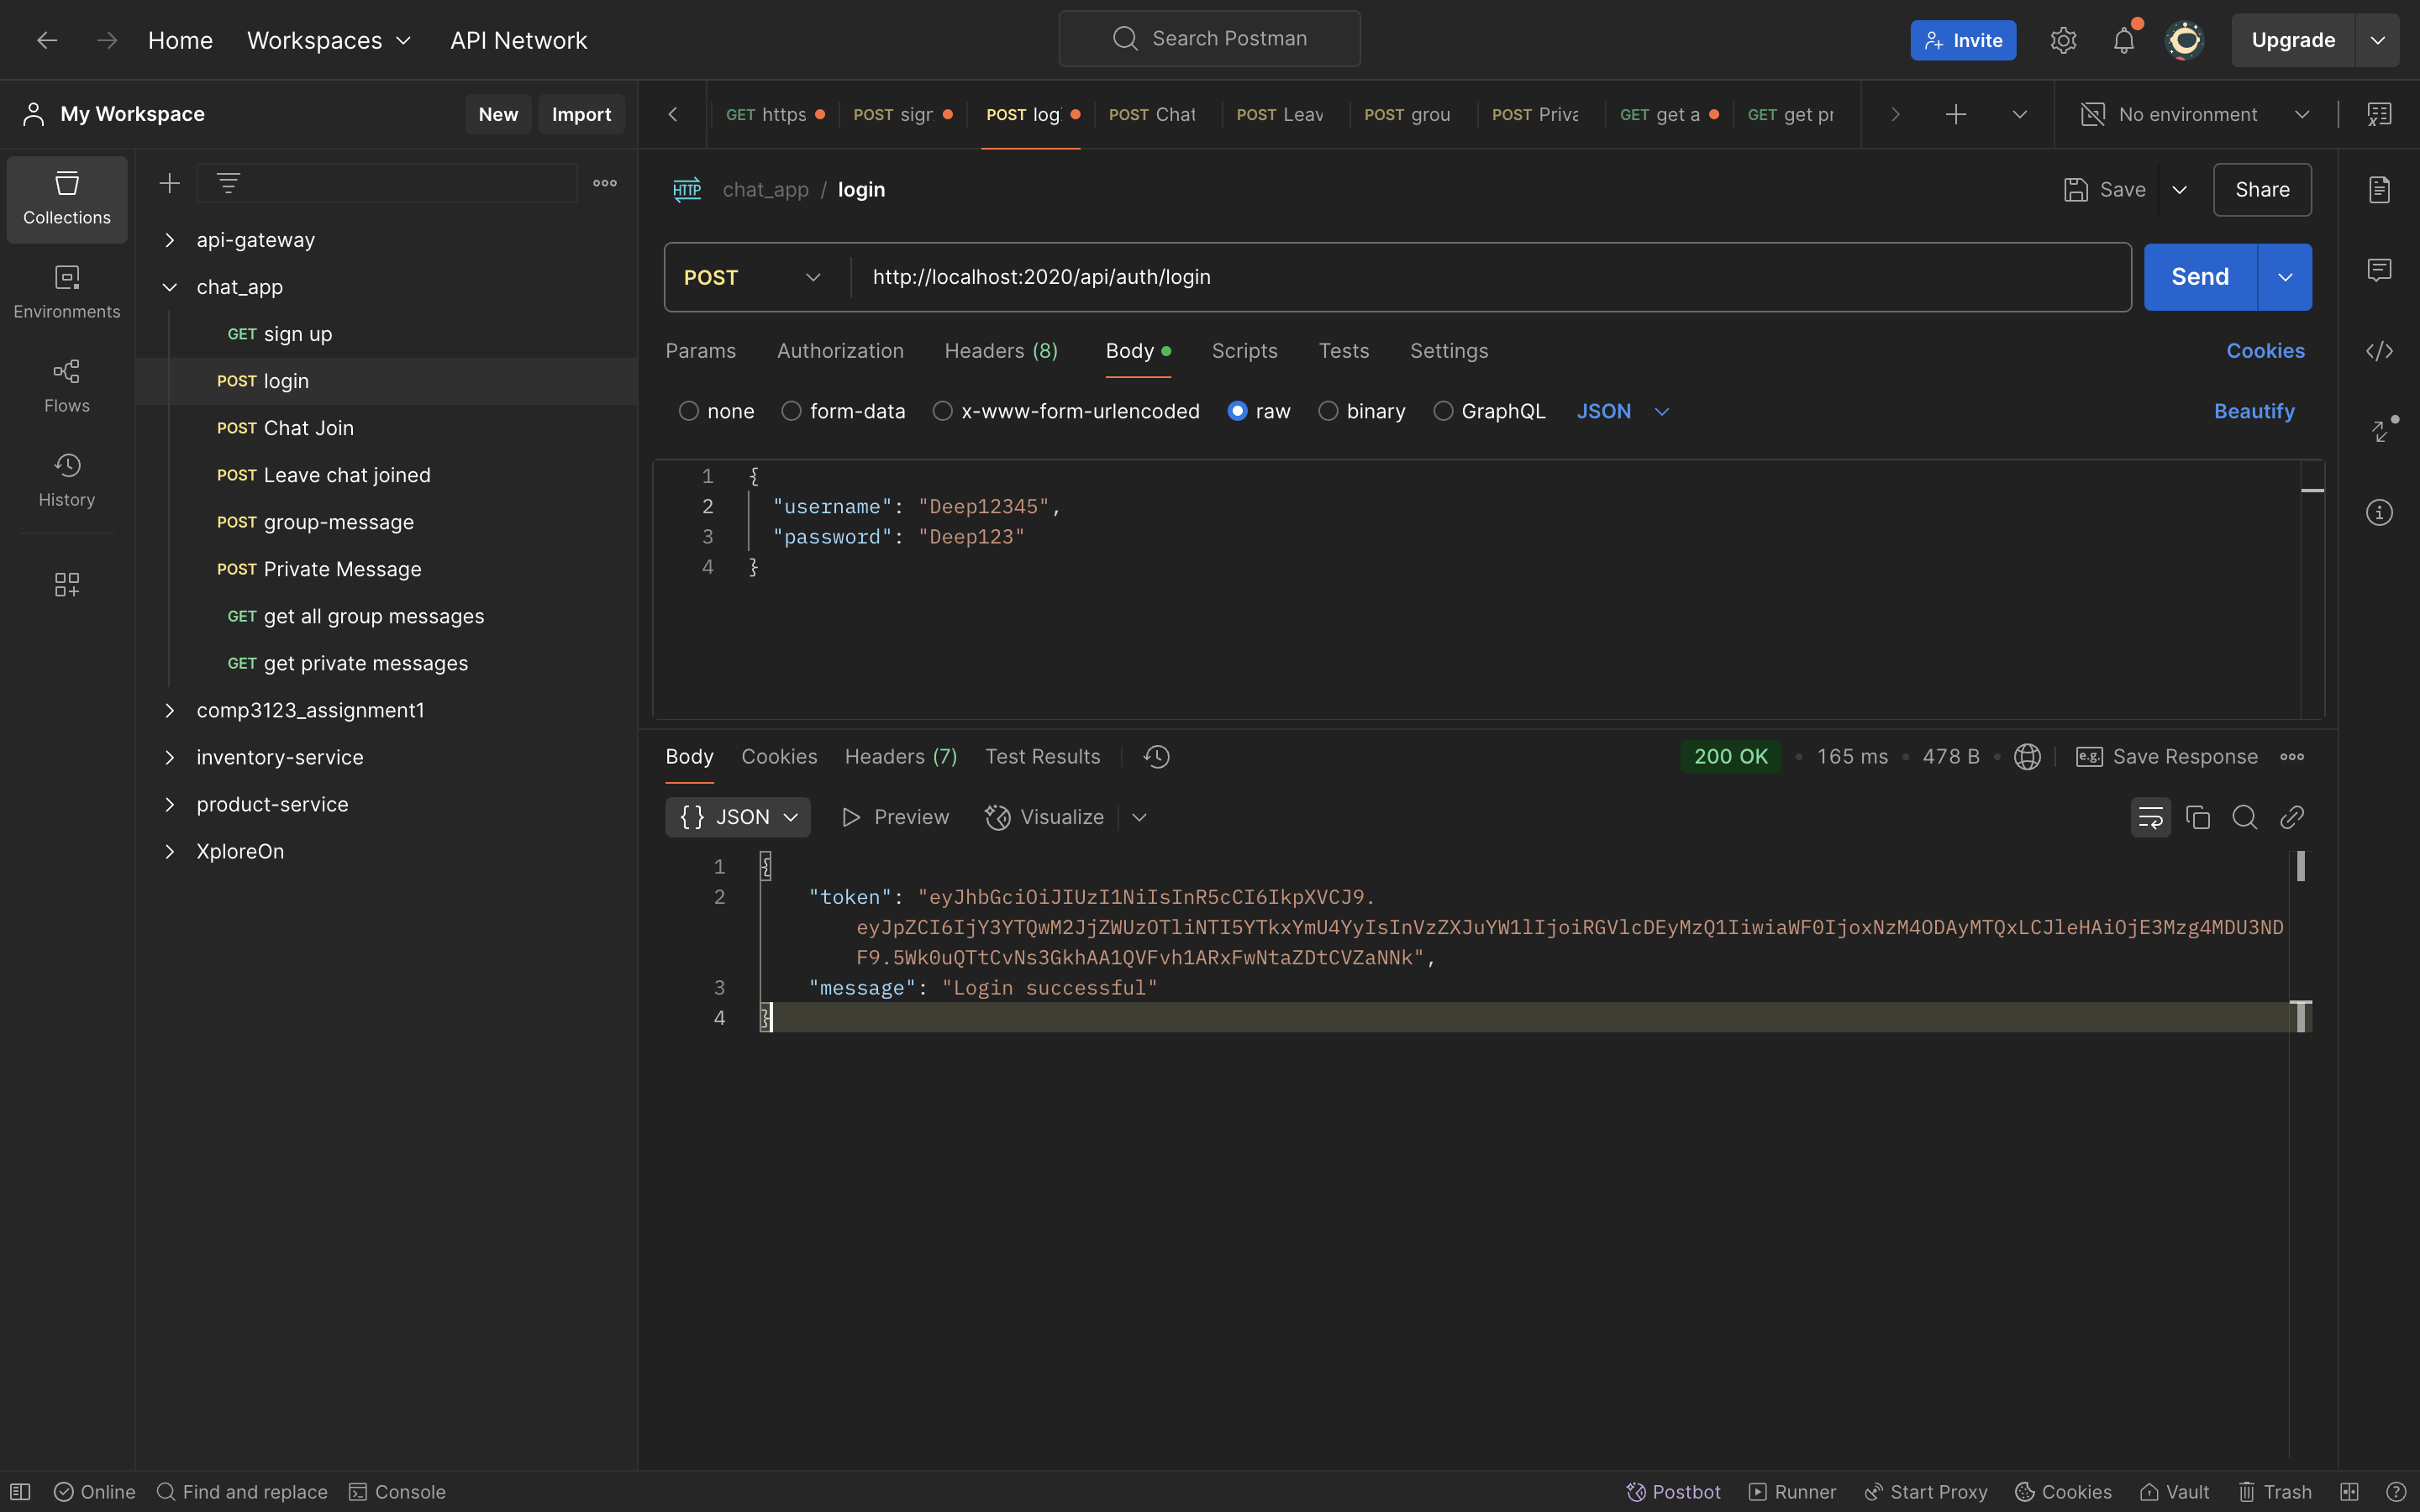 Home Workspaces API Network Search Postman Invite Upgrade
My Workspace New Import
GET https POST sign POST log POST Chat POST Leav POST grou POST Priva GET get a GET get pr No environment
Collections
Environments
Flows
History
api-gateway
chat_app
GET sign up
POST login
POST Chat Join
POST Leave chat joined
POST group-message
POST Private Message
GET get all group messages
GET get private messages
comp3123_assignment1
inventory-service
product-service
XploreOn
HTTP chat_app / login Save Share
POST http://localhost:2020/api/auth/login Send
Params Authorization Headers (8) Body Scripts Tests Settings Cookies
none form-data x-www-form-urlencoded raw binary GraphQL JSON Beautify
1 {
2 "username": "Deep12345",
3 "password": "Deep123"
4 }
Body Cookies Headers (7) Test Results 200 OK • 165 ms • 478 B • e.g. Save Response
{} JSON Preview Visualize
1 {
2 "token": "eyJhbGciOiJIUzI1NiIsInR5cCI6IkpXVCJ9.
eyJpZCI6IjY3YTQwM2JjZWUzOTliNTI5YTkxYmU4YyIsInVzZXJuYW1lIjoiRGVlcDEyMzQ1IiwiaWF0IjoxNzM4ODAyMTQxLCJleHAiOjE3Mzg4MDU3ND
F9.5Wk0uQTtCvNs3GkhAA1QVFvh1ARxFwNtaZDtCVZaNNk",
3 "message": "Login successful"
4 }
Online Find and replace Console Postbot Runner Start Proxy Cookies Vault Trash